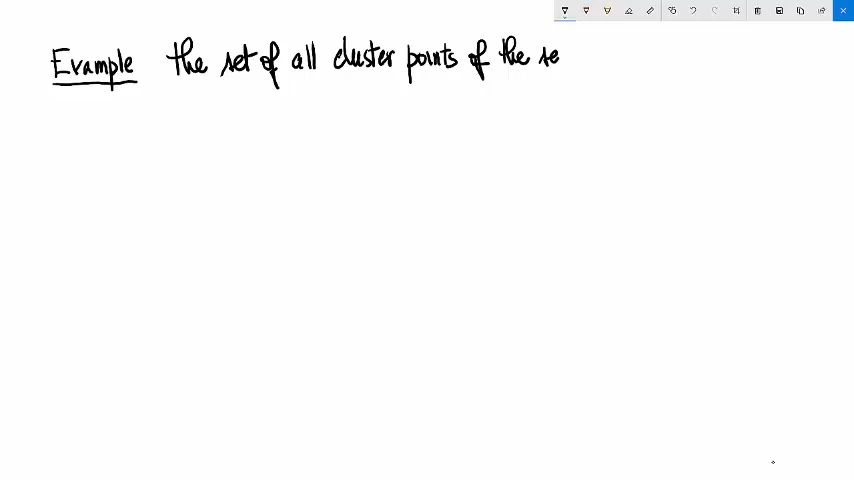 Example the set of all cluster points of the se